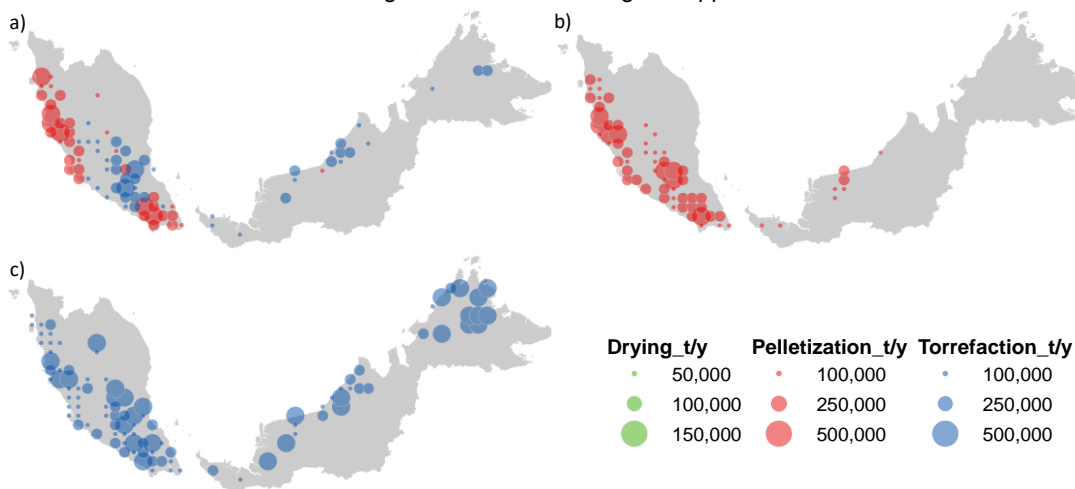 a)
b)
c)
Drying_t/y Pelletization_t/y Torrefaction_t/y
50,000 100,000 100,000
100,000 250,000 250,000
150,000 500,000 500,000